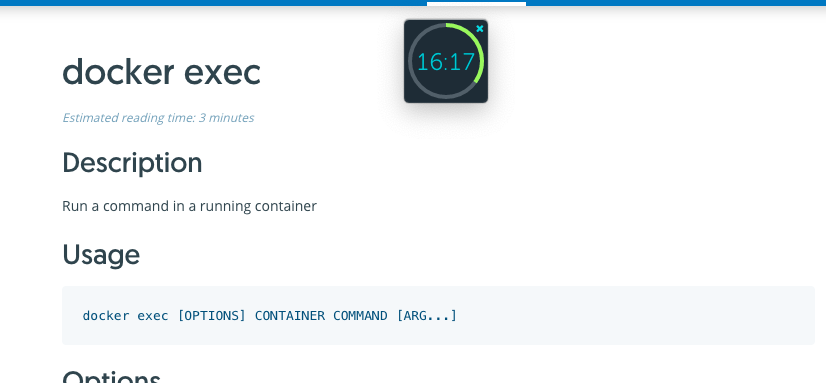 16:17
docker exec
Estimated reading time: 3 minutes
Description
Run a command in a running container
Usage
docker exec [OPTIONS] CONTAINER COMMAND [ARG...]
Options